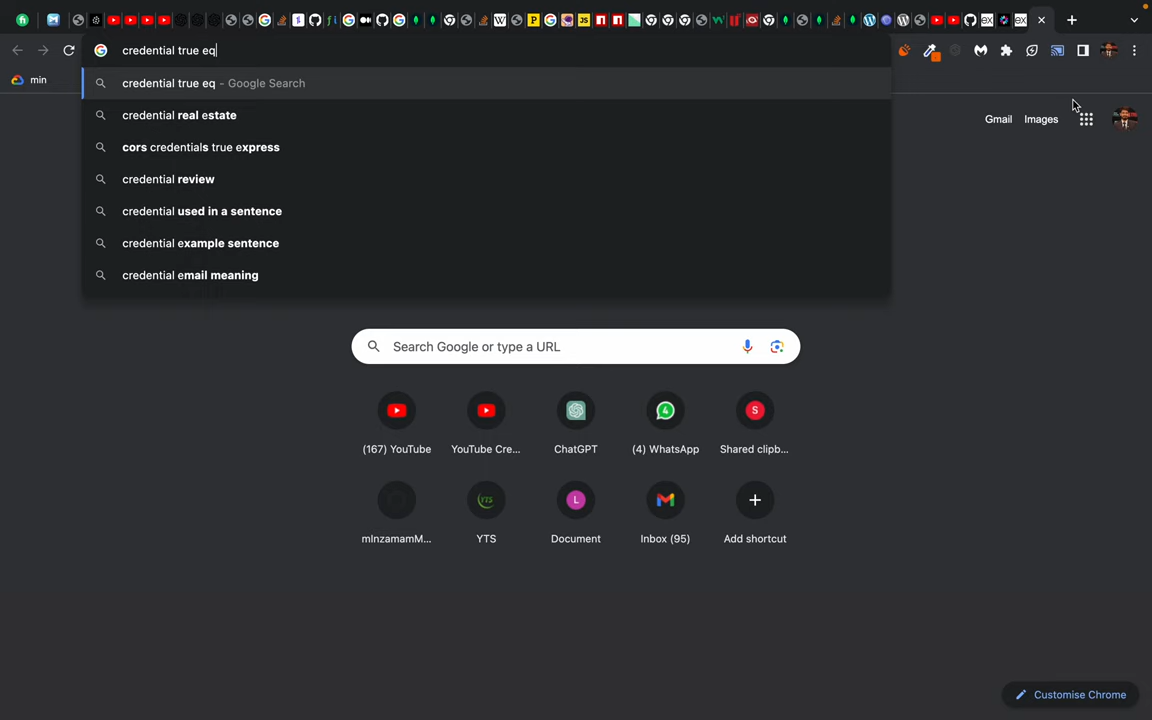 credential true eq
min
credential true eq - Google Search
credential real estate
cors credentials true express
credential review
credential used in a sentence
credential example sentence
credential email meaning
Gmail Images
Search Google or type a URL
(167) YouTube YouTube Cre... ChatGPT (4) WhatsApp Shared clipb...
mInzamamM... YTS Document Inbox (95) Add shortcut
Customise Chrome